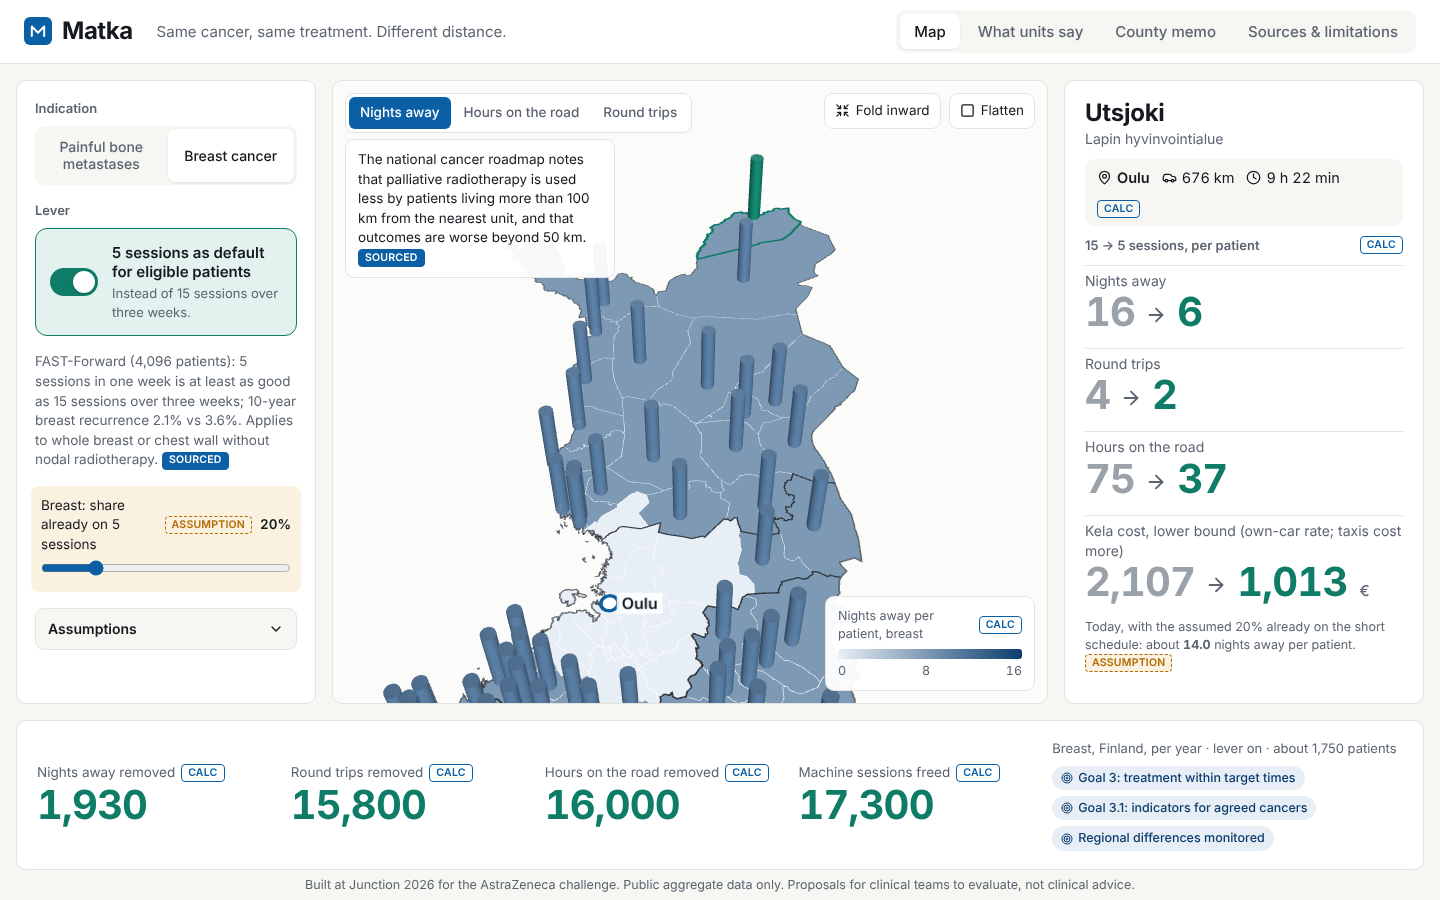 Matka
Same cancer, same treatment. Different distance.
Map
What units say
County memo
Sources & limitations
Indication
Painful bone
metastases
Breast cancer
Lever
5 sessions as default
for eligible patients
Instead of 15 sessions over
three weeks.
FAST-Forward (4,096 patients): 5
sessions in one week is at least as good
as 15 sessions over three weeks; 10-year
breast recurrence 2.1% vs 3.6%. Applies
to whole breast or chest wall without
nodal radiotherapy. SOURCED
Breast: share
already on 5
sessions
ASSUMPTION 20%
Assumptions
Nights away
Hours on the road
Round trips
Fold inward
Flatten
The national cancer roadmap notes
that palliative radiotherapy is used
less by patients living more than 100
km from the nearest unit, and that
outcomes are worse beyond 50 km.
SOURCED
Oulu
Nights away per
patient, breast
CALC
0 8 16
Utsjoki
Lapin hyvinvointialue
Oulu 676 km 9 h 22 min
CALC
15 → 5 sessions, per patient CALC
Nights away
16 → 6
Round trips
4 → 2
Hours on the road
75 → 37
Kela cost, lower bound (own-car rate; taxis cost
more)
2,107 → 1,013 €
Today, with the assumed 20% already on the short
schedule: about 14.0 nights away per patient.
ASSUMPTION
Nights away removed CALC
1,930
Round trips removed CALC
15,800
Hours on the road removed CALC
16,000
Machine sessions freed CALC
17,300
Breast, Finland, per year · lever on · about 1,750 patients
Goal 3: treatment within target times
Goal 3.1: indicators for agreed cancers
Regional differences monitored
Built at Junction 2026 for the AstraZeneca challenge. Public aggregate data only. Proposals for clinical teams to evaluate, not clinical advice.